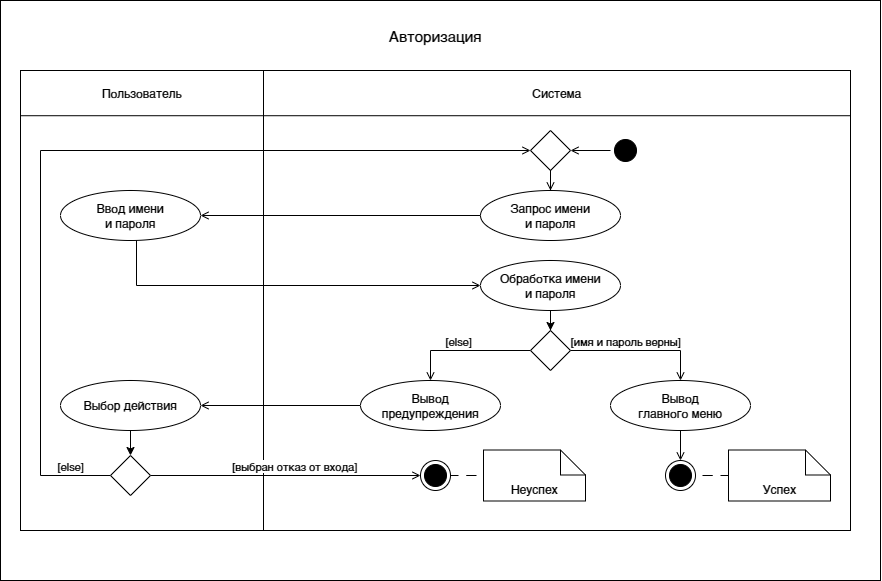 Авторизация
Пользователь
Система
Ввод имени
и пароля
Запрос имени
и пароля
Обработка имени
и пароля
[else]
[имя и пароль верны]
Выбор действия
Вывод
предупреждения
Вывод
главного меню
[else]
[выбран отказ от входа]
Неуспех
Успех